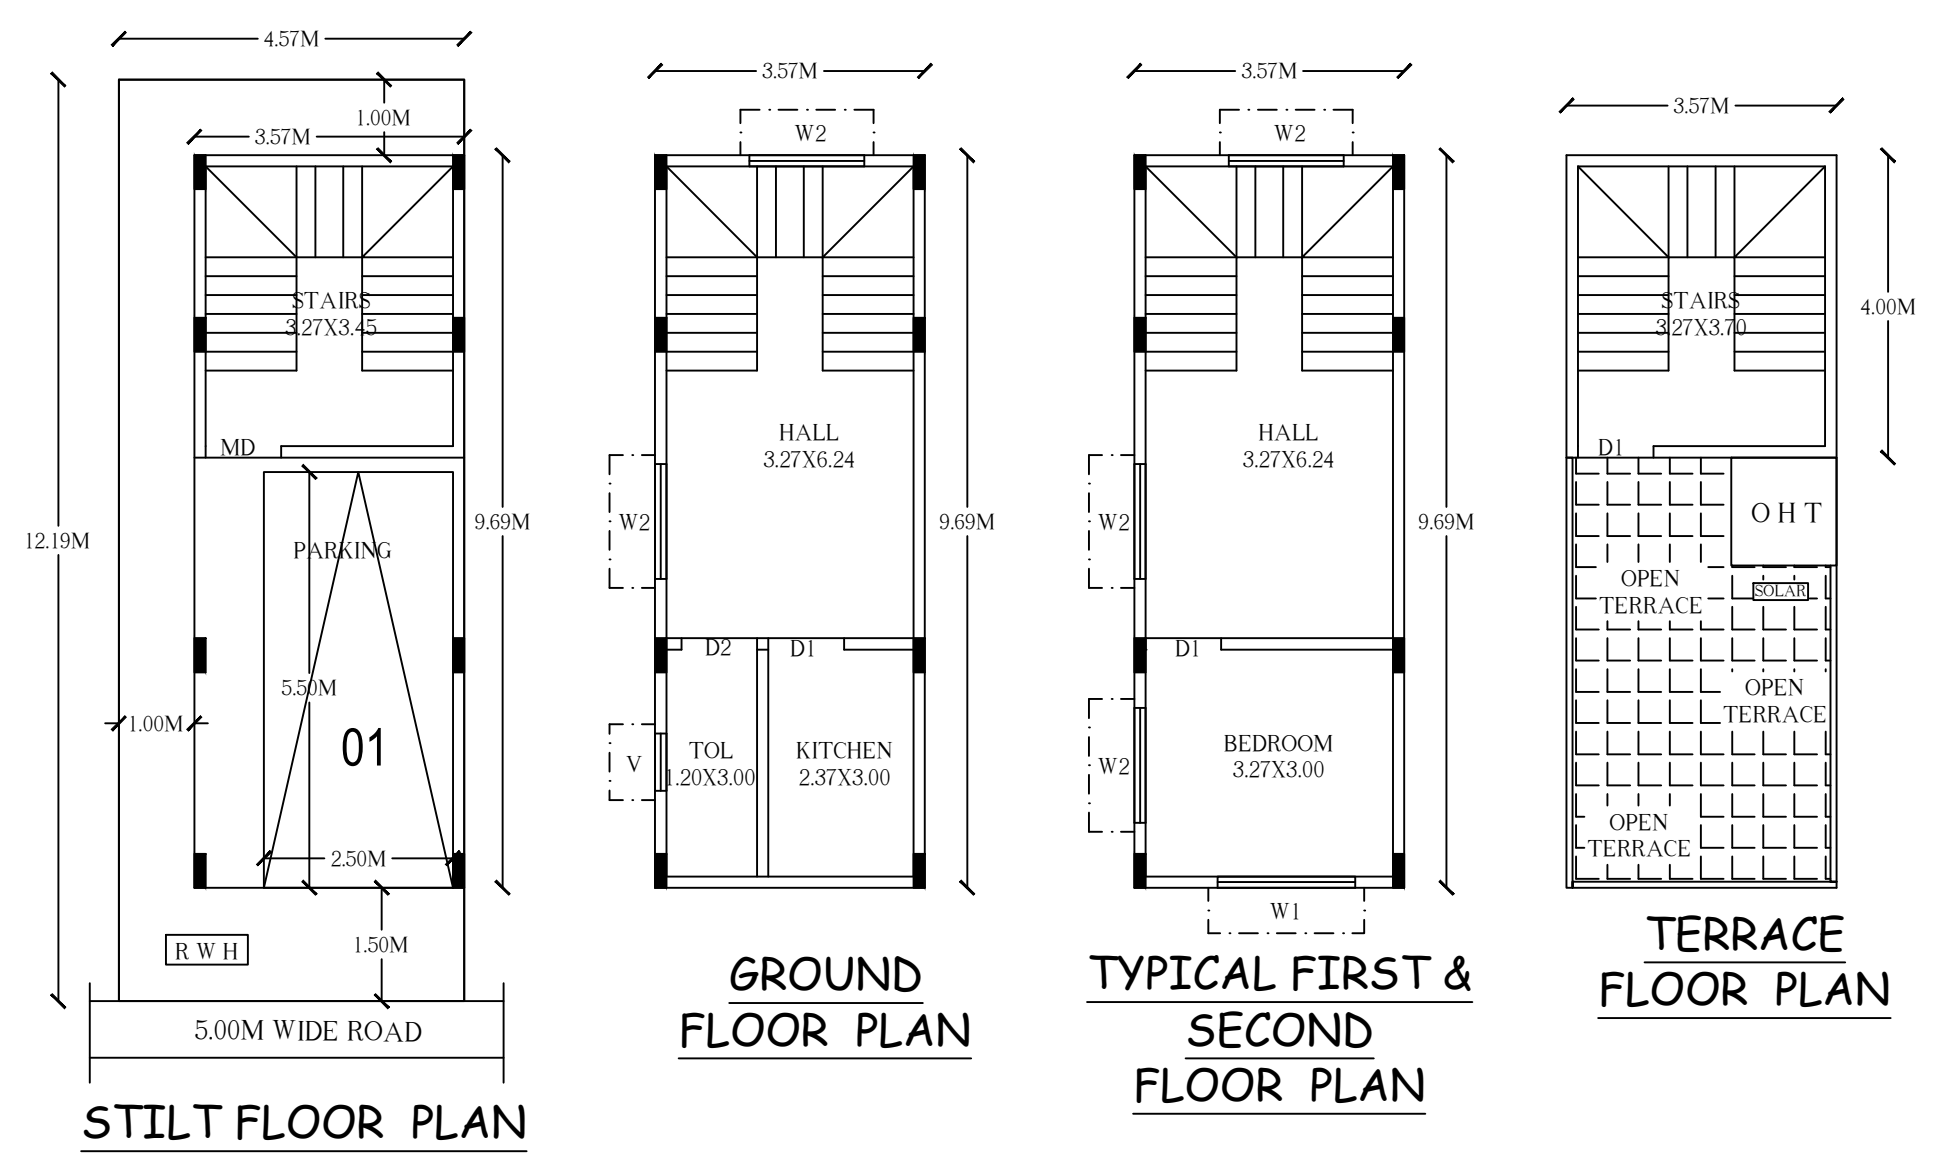 4.57M
1.00M
3.57M
STAIRS
3.27X3.45
MD
12.19M
9.69M
PARKING
5.50M
1.00M
01
2.50M
1.50M
R W H
5.00M WIDE ROAD
STILT FLOOR PLAN
3.57M
W2
HALL
3.27X6.24
W2
9.69M
D2
D1
V
TOL
1.20X3.00
KITCHEN
2.37X3.00
GROUND
FLOOR PLAN
3.57M
W2
HALL
3.27X6.24
W2
9.69M
D1
BEDROOM
3.27X3.00
W2
W1
TYPICAL FIRST &
SECOND
FLOOR PLAN
3.57M
STAIRS
3.27X3.70
4.00M
D1
O H T
OPEN
TERRACE
SOLAR
OPEN
TERRACE
OPEN
TERRACE
TERRACE
FLOOR PLAN